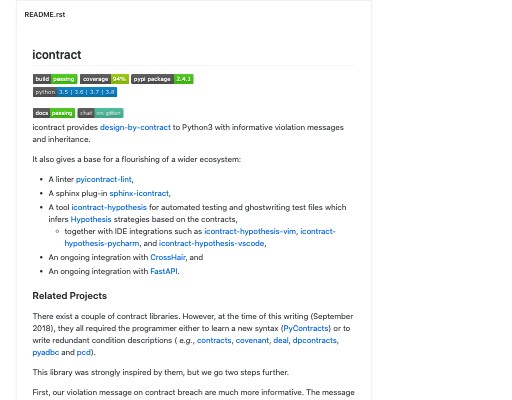 README.rst
icontract
build passing coverage 94% pypi package 2.4.1
python 3.5 | 3.6 | 3.7 | 3.8
docs passing chat on gitter
icontract provides design-by-contract to Python3 with informative violation messages
and inheritance.
It also gives a base for a flourishing of a wider ecosystem:
• A linter pyicontract-lint,
• A sphinx plug-in sphinx-icontract,
• A tool icontract-hypothesis for automated testing and ghostwriting test files which
infers Hypothesis strategies based on the contracts,
◦ together with IDE integrations such as icontract-hypothesis-vim, icontract-
hypothesis-pycharm, and icontract-hypothesis-vscode,
• An ongoing integration with CrossHair, and
• An ongoing integration with FastAPI.
Related Projects
There exist a couple of contract libraries. However, at the time of this writing (September
2018), they all required the programmer either to learn a new syntax (PyContracts) or to
write redundant condition descriptions ( e.g., contracts, covenant, deal, dpcontracts,
pyadbc and pcd).
This library was strongly inspired by them, but we go two steps further.
First, our violation message on contract breach are much more informative. The message